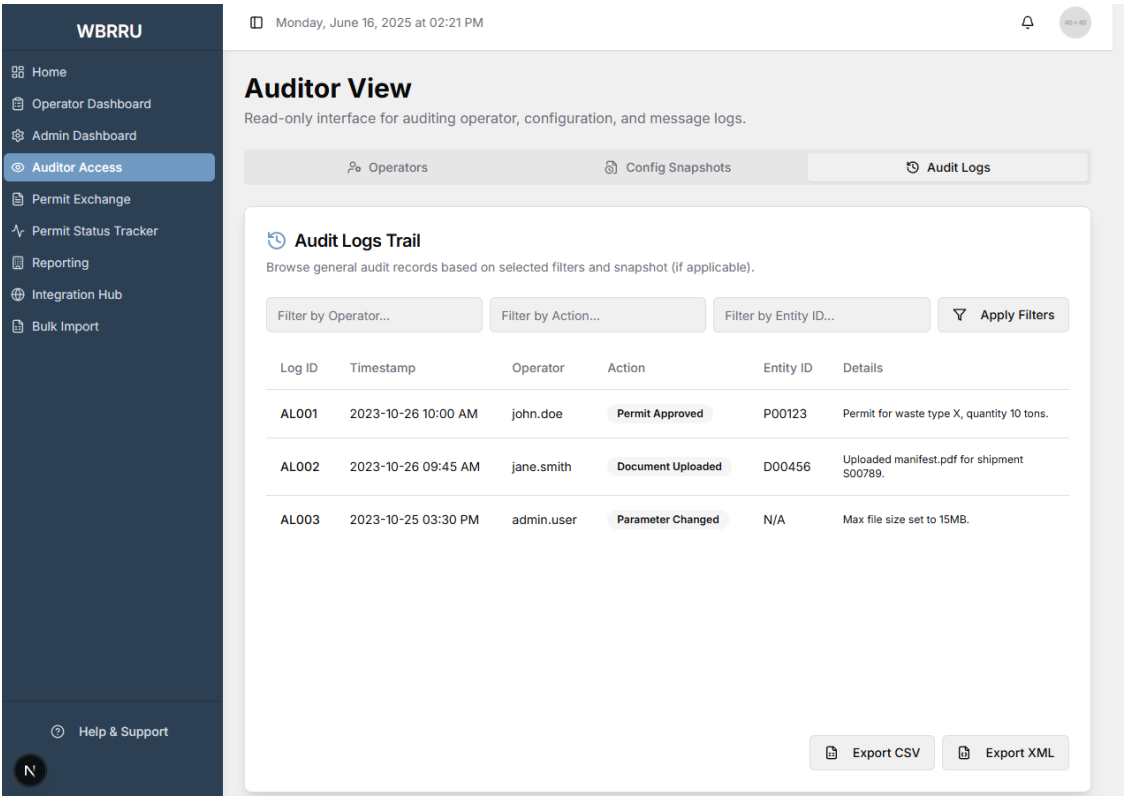 WBRRU
Home
Operator Dashboard
Admin Dashboard
Auditor Access
Permit Exchange
Permit Status Tracker
Reporting
Integration Hub
Bulk Import
Help & Support
N
Monday, June 16, 2025 at 02:21 PM
40 × 40
Auditor View
Read-only interface for auditing operator, configuration, and message logs.
Operators Config Snapshots Audit Logs
Audit Logs Trail
Browse general audit records based on selected filters and snapshot (if applicable).
Filter by Operator... Filter by Action... Filter by Entity ID... Apply Filters
Log ID Timestamp Operator Action Entity ID Details
AL001 2023-10-26 10:00 AM john.doe Permit Approved P00123 Permit for waste type X, quantity 10 tons.
AL002 2023-10-26 09:45 AM jane.smith Document Uploaded D00456 Uploaded manifest.pdf for shipment
S00789.
AL003 2023-10-25 03:30 PM admin.user Parameter Changed N/A Max file size set to 15MB.
Export CSV Export XML